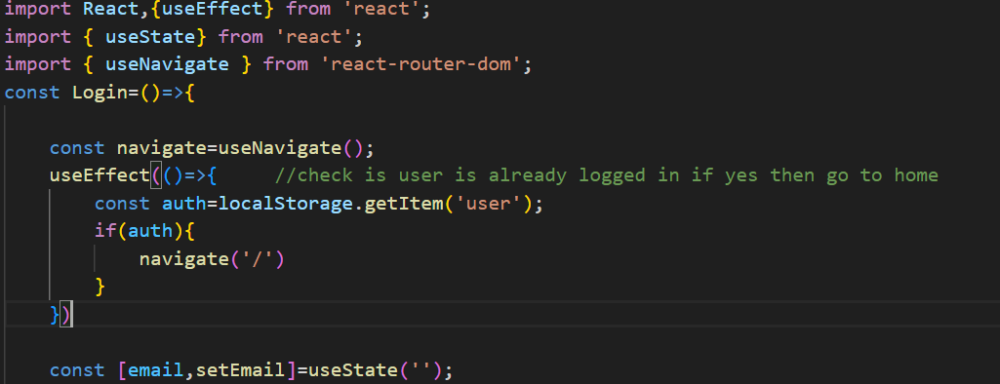 import React,{useEffect} from 'react';
import { useState} from 'react';
import { useNavigate } from 'react-router-dom';
const Login=()=>{
const navigate=useNavigate();
useEffect(()=>{     //check is user is already logged in if yes then go to home
const auth=localStorage.getItem('user');
if(auth){
navigate('/')
}
})
const [email,setEmail]=useState('');